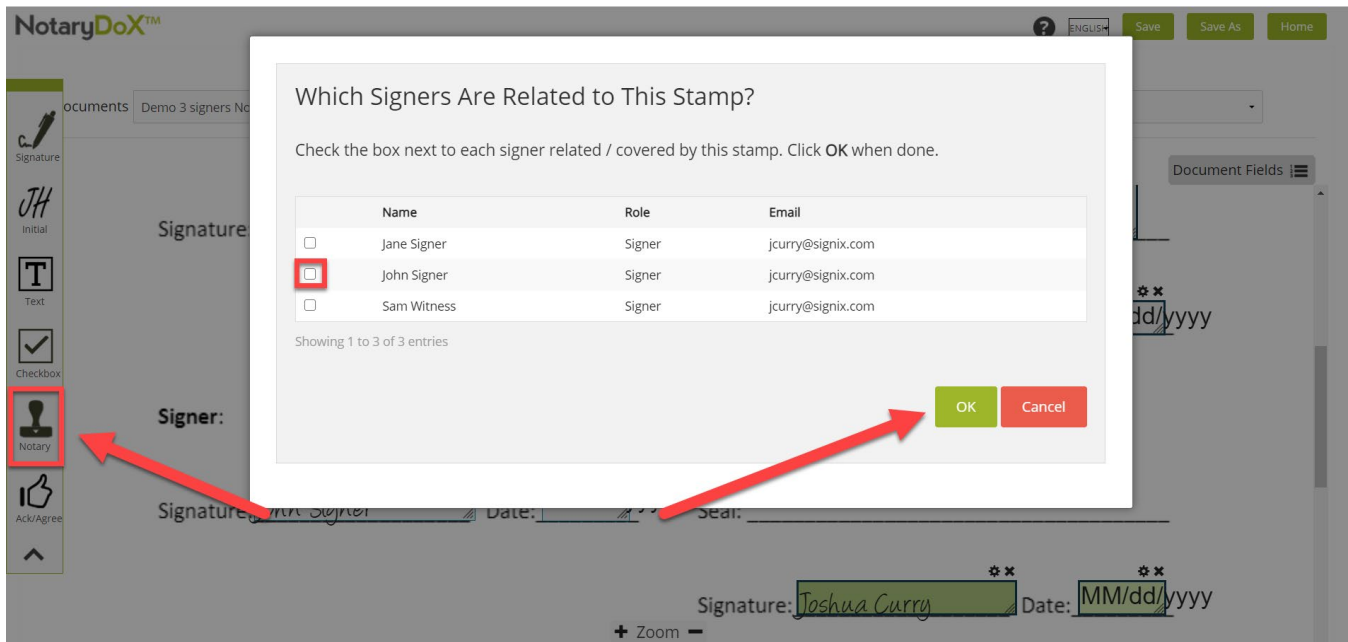 NotaryDoX™
ENGLISH
Save
Save As
Home
ocuments Demo 3 signers No
Document Fields
Signature
Initial
T
Text
Checkbox
Notary
Ack/Agree
Which Signers Are Related to This Stamp?
Check the box next to each signer related / covered by this stamp. Click OK when done.
Name Role Email
Jane Signer Signer jcurry@signix.com
John Signer Signer jcurry@signix.com
Sam Witness Signer jcurry@signix.com
Showing 1 to 3 of 3 entries
OK Cancel
Signature:
dd/yyyy
Signer:
Signature: John Signer Date: Seal:
Signature: Joshua Curry Date: MM/dd/yyyy
+ Zoom −